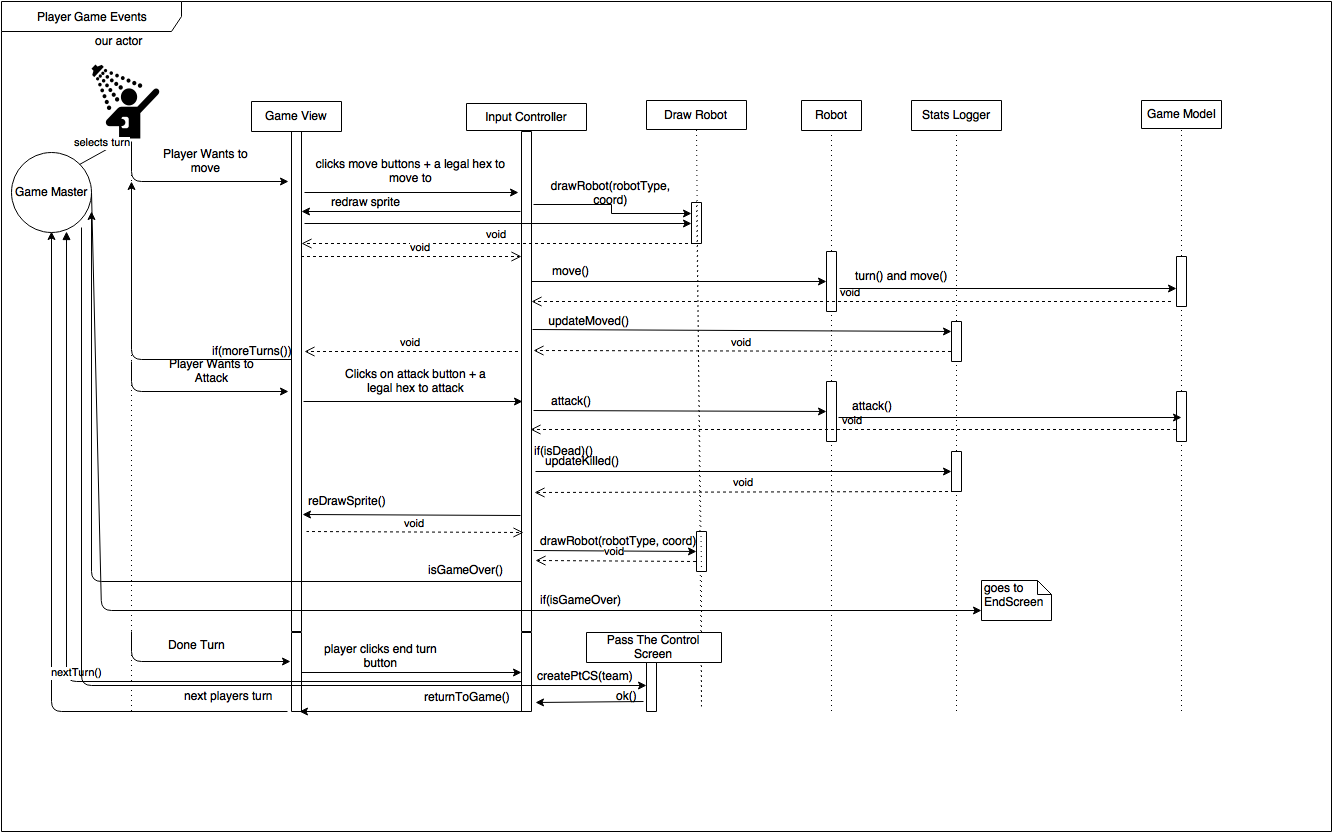 Player Game Events
our actor
Game View
Input Controller
Draw Robot
Robot
Stats Logger
Game Model
selects turn
Game Master
Player Wants to
move
clicks move buttons + a legal hex to
move to
drawRobot(robotType,
coord)
redraw sprite
void
void
move()
turn() and move()
void
updateMoved()
void
void
if(moreTurns())
Player Wants to
Attack
Clicks on attack button + a
legal hex to attack
attack()
attack()
void
if(isDead)()
updateKilled()
void
reDrawSprite()
void
drawRobot(robotType, coord)
void
isGameOver()
if(isGameOver)
goes to
EndScreen
Done Turn
player clicks end turn
button
Pass The Control
Screen
nextTurn()
createPtCS(team)
next players turn
returnToGame()
ok()